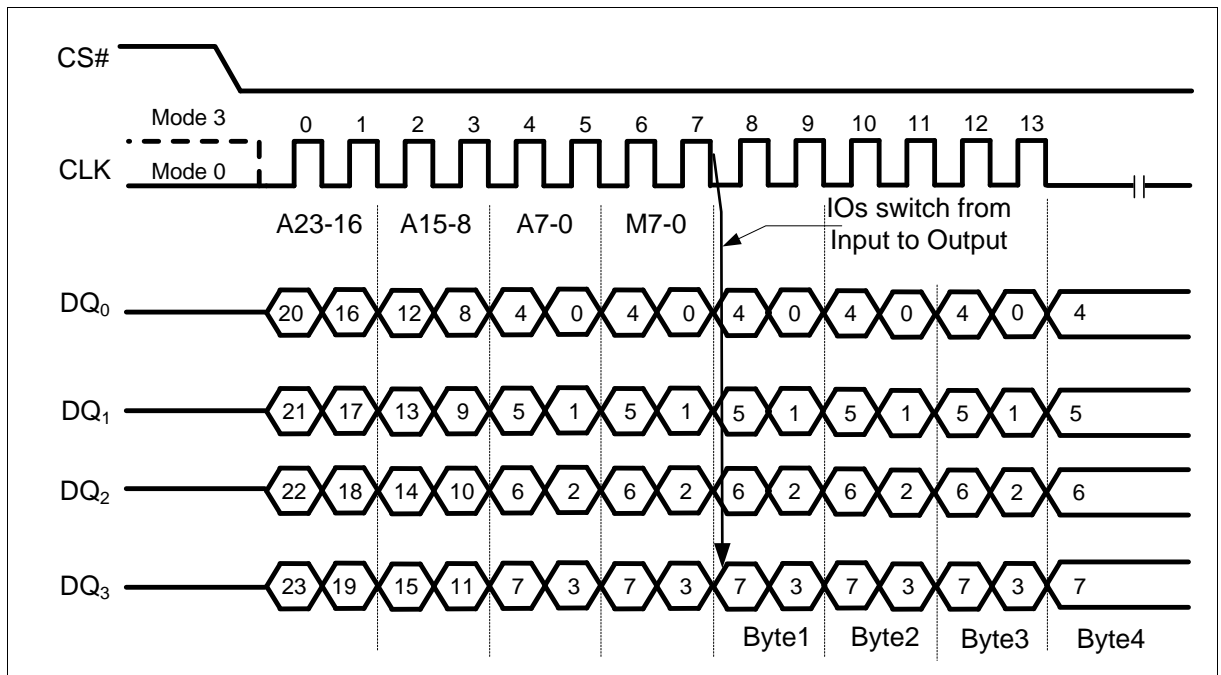 CS#
Mode 3
0 1 2 3 4 5 6 7 8 9 10 11 12 13
CLK
Mode 0
A23-16 A15-8 A7-0 M7-0
IOs switch from
Input to Output
DQ0 20 16 12 8 4 0 4 0 4 0 4 0 4 0 4
DQ1 21 17 13 9 5 1 5 1 5 1 5 1 5 1 5
DQ2 22 18 14 10 6 2 6 2 6 2 6 2 6 2 6
DQ3 23 19 15 11 7 3 7 3 7 3 7 3 7 3 7
Byte1 Byte2 Byte3 Byte4